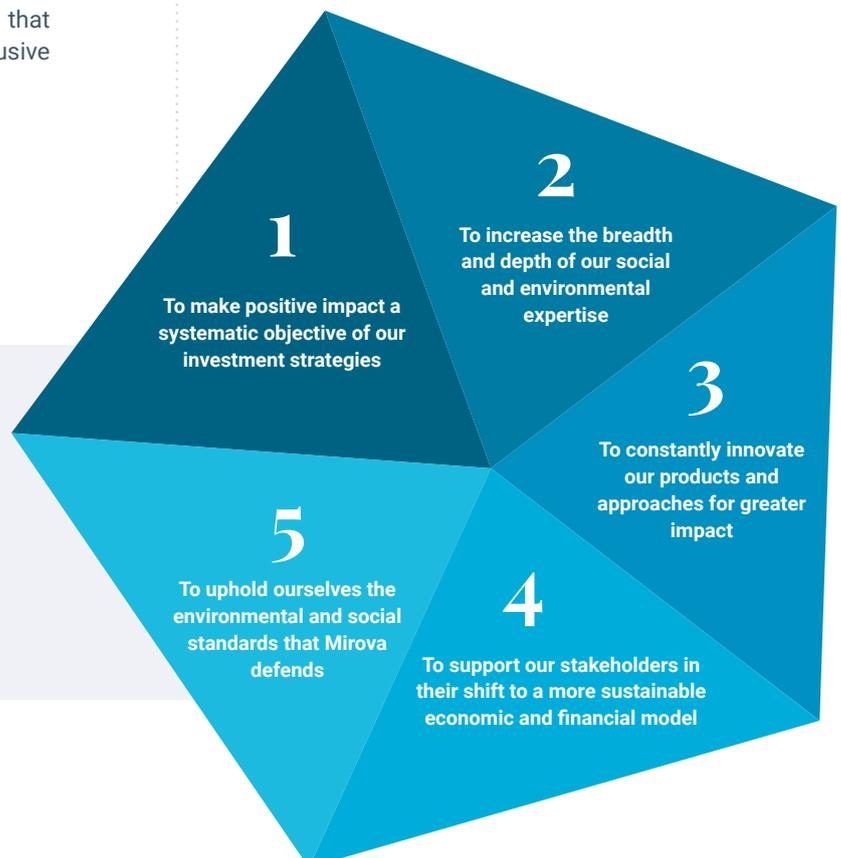 that
usive
1
To make positive impact a
systematic objective of our
investment strategies
2
To increase the breadth
and depth of our social
and environmental
expertise
3
To constantly innovate
our products and
approaches for greater
impact
4
To support our stakeholders in
their shift to a more sustainable
economic and financial model
5
To uphold ourselves the
environmental and social
standards that Mirova
defends